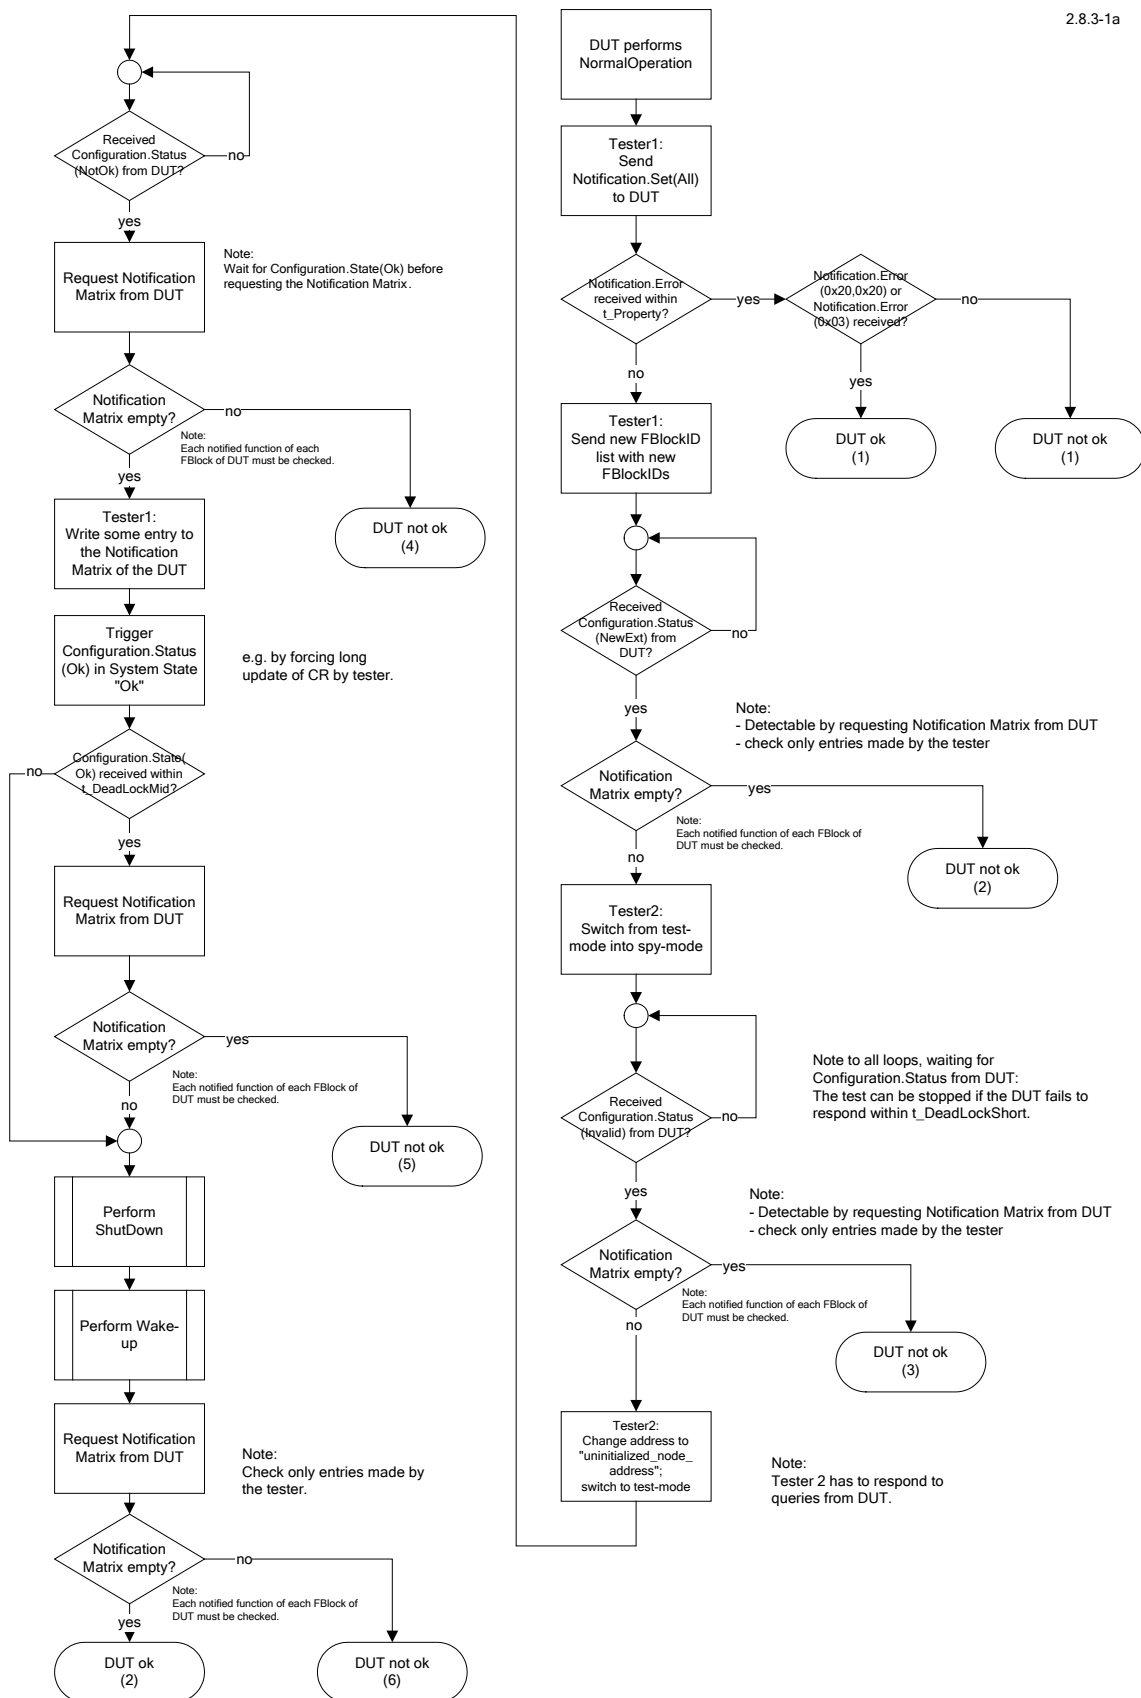 2.8.3-1a
DUT performs
NormalOperation
Tester1:
Send
Notification.Set(All)
to DUT
Notification.Error
received within
t_Property?
yes
Notification.Error
(0x20,0x20) or
Notification.Error
(0x03) received?
no
yes
DUT ok
(1)
DUT not ok
(1)
no
Tester1:
Send new FBlockID
list with new
FBlockIDs
Received
Configuration.Status
(NewExt) from
DUT?
no
yes
Note:
- Detectable by requesting Notification Matrix from DUT
- check only entries made by the tester
Notification
Matrix empty?
yes
Note:
Each notified function of each FBlock of
DUT must be checked.
no
DUT not ok
(2)
Tester2:
Switch from test-
mode into spy-mode
Received
Configuration.Status
(Invalid) from DUT?
no
Note to all loops, waiting for
Configuration.Status from DUT:
The test can be stopped if the DUT fails to
respond within t_DeadLockShort.
yes
Note:
- Detectable by requesting Notification Matrix from DUT
- check only entries made by the tester
Notification
Matrix empty?
yes
Note:
Each notified function of each FBlock of
DUT must be checked.
no
DUT not ok
(3)
Tester2:
Change address to
"uninitialized_node_
address";
switch to test-mode
Note:
Tester 2 has to respond to
queries from DUT.
Received
Configuration.Status
(NotOk) from DUT?
no
yes
Request Notification
Matrix from DUT
Note:
Wait for Configuration.State(Ok) before
requesting the Notification Matrix.
Notification
Matrix empty?
no
Note:
Each notified function of each
FBlock of DUT must be checked.
yes
DUT not ok
(4)
Tester1:
Write some entry to
the Notification
Matrix of the DUT
Trigger
Configuration.Status
(Ok) in System State
"Ok"
e.g. by forcing long
update of CR by tester.
Configuration.State(
Ok) received within
t_DeadLockMid?
no
yes
Request Notification
Matrix from DUT
Notification
Matrix empty?
yes
Note:
Each notified function of each FBlock of
DUT must be checked.
no
DUT not ok
(5)
Perform
ShutDown
Perform Wake-
up
Request Notification
Matrix from DUT
Note:
Check only entries made by
the tester.
Notification
Matrix empty?
no
Note:
Each notified function of each FBlock of
DUT must be checked.
yes
DUT ok
(2)
DUT not ok
(6)